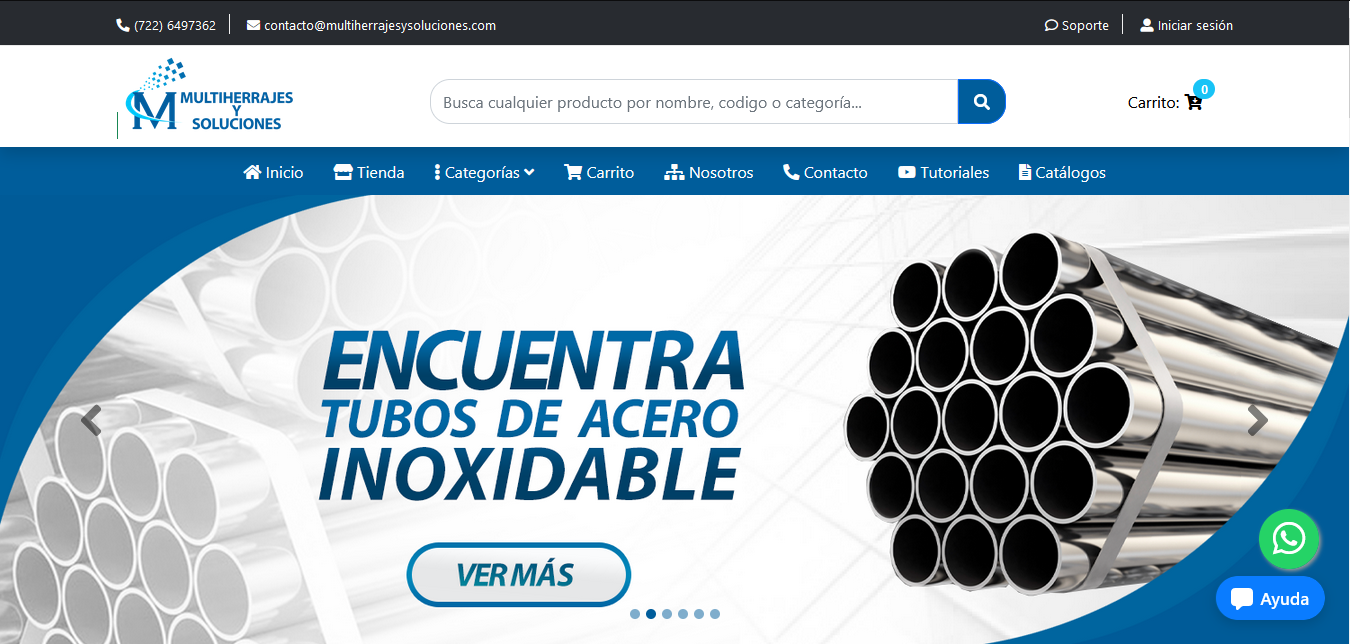 (722) 6497362
contacto@multiherrajesysoluciones.com
Soporte
Iniciar sesión
MULTIHERRAJES
Y
SOLUCIONES
M
Busca cualquier producto por nombre, codigo o categoría...
Carrito:
0
Inicio
Tienda
Categorías
Carrito
Nosotros
Contacto
Tutoriales
Catálogos
ENCUENTRA
TUBOS DE ACERO
INOXIDABLE
VER MÁS
Ayuda